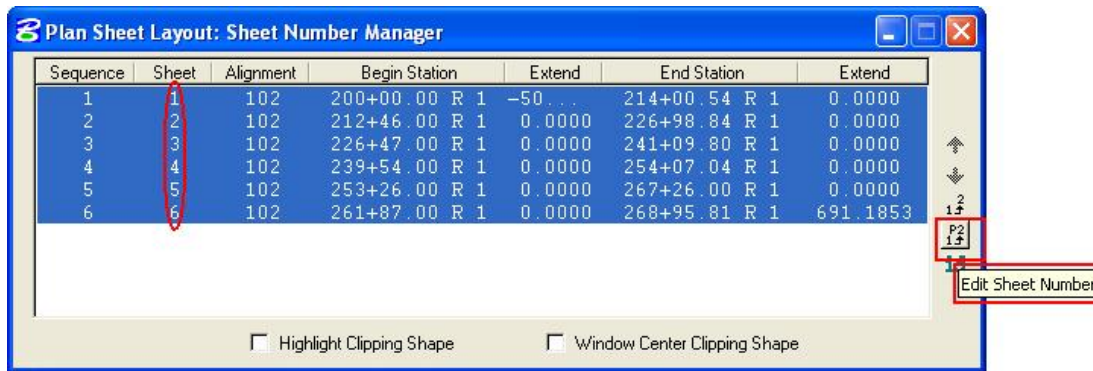 Plan Sheet Layout: Sheet Number Manager
Sequence Sheet Alignment Begin Station Extend End Station Extend
1 1 102 200+00.00 R 1 -50... 214+00.54 R 1 0.0000
2 2 102 212+46.00 R 1 0.0000 226+98.84 R 1 0.0000
3 3 102 226+47.00 R 1 0.0000 241+09.80 R 1 0.0000
4 4 102 239+54.00 R 1 0.0000 254+07.04 R 1 0.0000
5 5 102 253+26.00 R 1 0.0000 267+26.00 R 1 0.0000
6 6 102 261+87.00 R 1 0.0000 268+95.81 R 1 691.1853
2
1
P2
1
Edit Sheet Number
Highlight Clipping Shape Window Center Clipping Shape